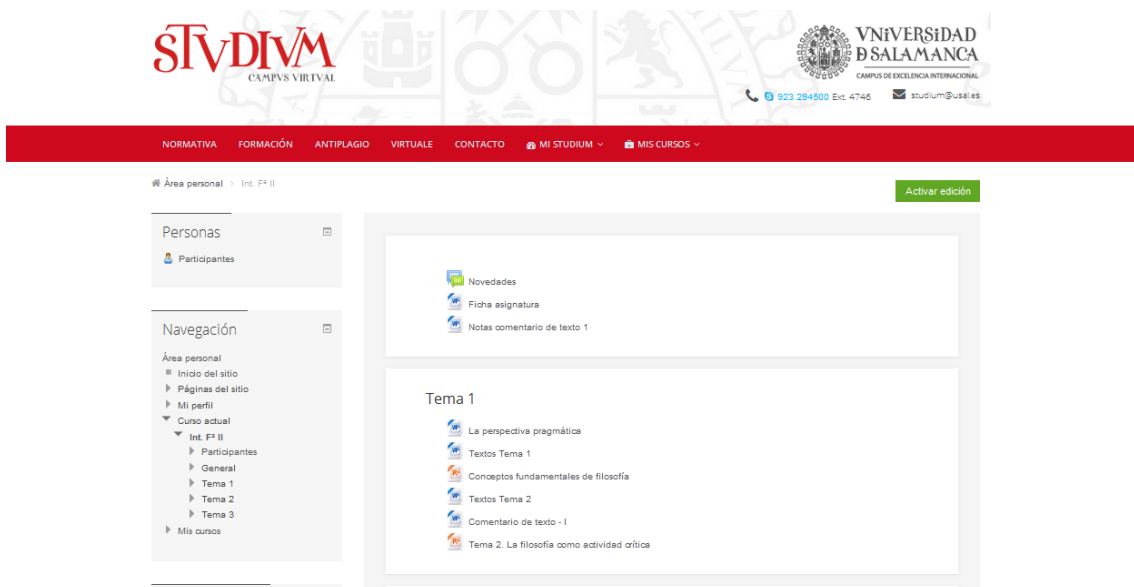 STVDIVM
CAMPVS VIRTVAL
VNiVERSiDAD
D SALAMANCA
CAMPUS DE EXCELENCIA INTERNACIONAL
923 294500 Ext. 4746 studium@usal.es
NORMATIVA FORMACIÓN ANTIPLAGIO VIRTUALE CONTACTO MI STUDIUM MIS CURSOS
Área personal > Int. Fª II
Activar edición
Personas
Participantes
Navegación
Área personal
Inicio del sitio
Páginas del sitio
Mi perfil
Curso actual
Int. Fª II
Participantes
General
Tema 1
Tema 2
Tema 3
Mis cursos
Novedades
Ficha asignatura
Notas comentario de texto 1
Tema 1
La perspectiva pragmática
Textos Tema 1
Conceptos fundamentales de filosofía
Textos Tema 2
Comentario de texto - I
Tema 2. La filosofía como actividad crítica